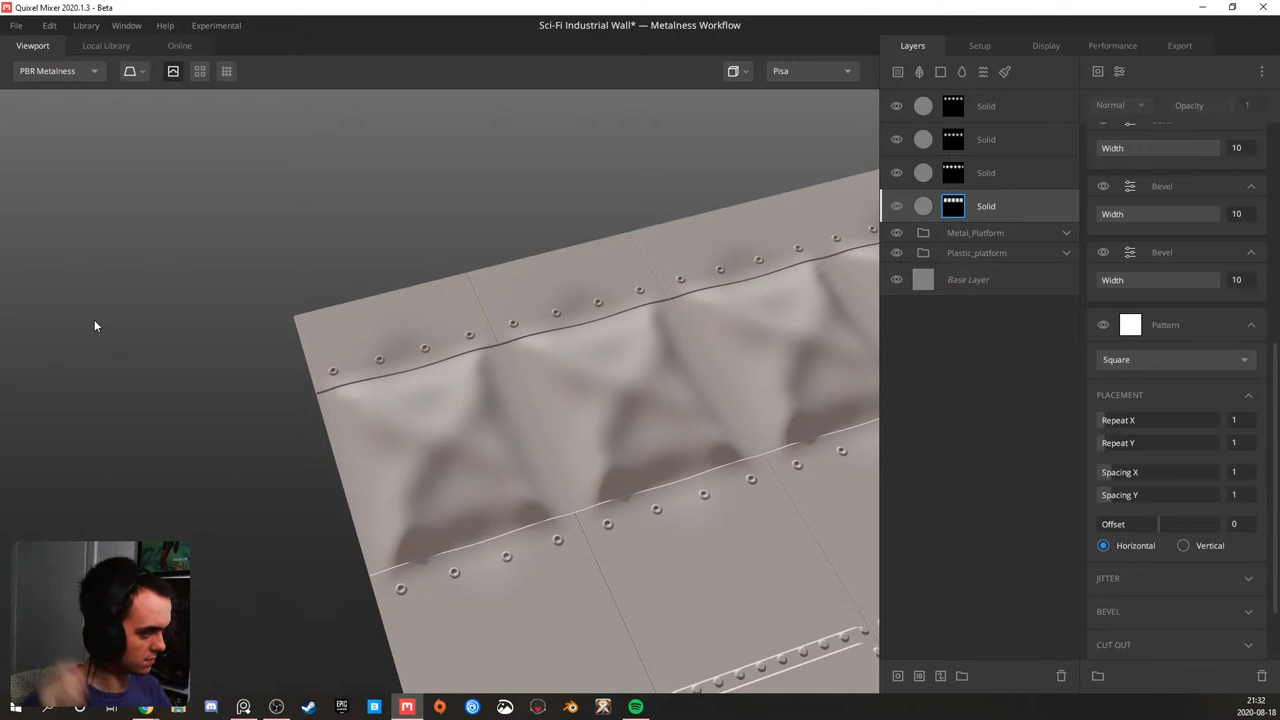 Quixel Mixer 2020.1.3 - Beta
File Edit Library Window Help Experimental
Sci-Fi Industrial Wall* — Metalness Workflow
Viewport Local Library Online
Layers Setup Display Performance Export
PBR Metalness
Pisa
Normal Opacity 1
Solid
Solid
Solid
Solid
Metal_Platform
Plastic_platform
Base Layer
Width 10
Bevel
Width 10
Bevel
Width 10
Pattern
Square
PLACEMENT
Repeat X 1
Repeat Y 1
Spacing X 1
Spacing Y 1
Offset 0
Horizontal Vertical
JITTER
BEVEL
CUT OUT
EPIC
21:32
2020-08-18